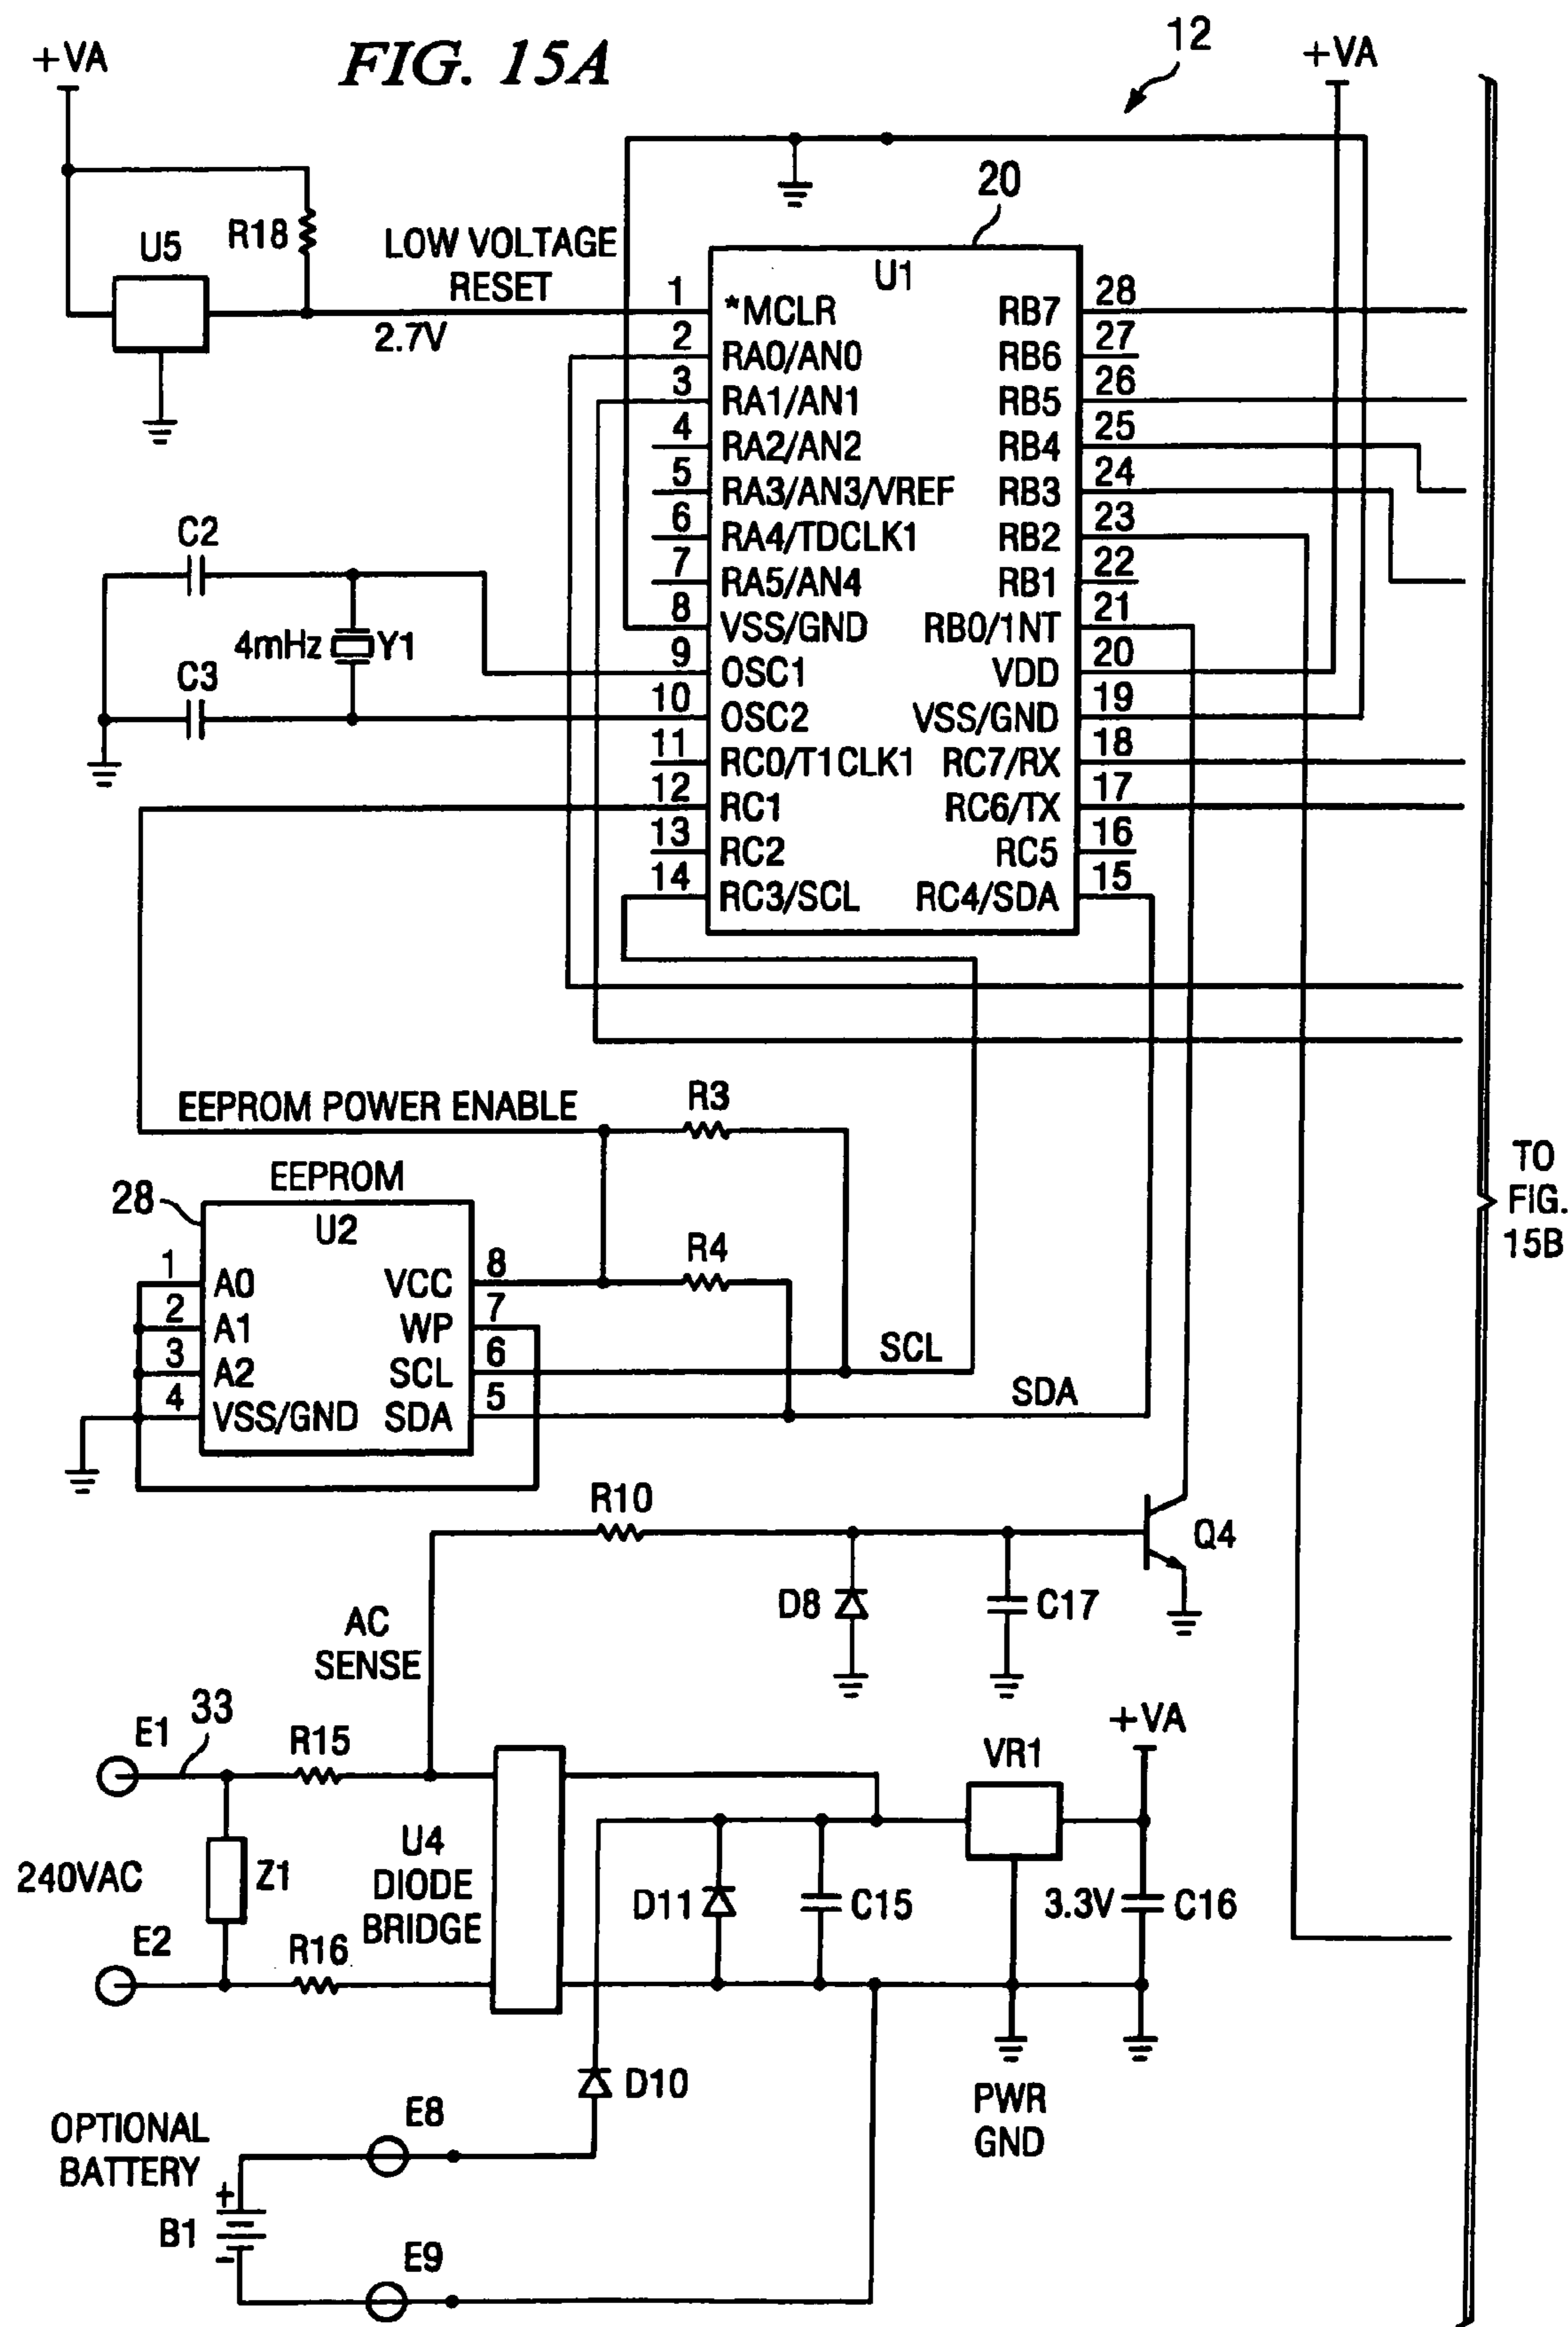 FIG. 15A
12
+VA
+VA
20
U5
R18
LOW VOLTAGE
RESET
2.7V
U1
1
*MCLR
RB7
28
2
RA0/AN0
RB6
27
3
RA1/AN1
RB5
26
4
RA2/AN2
RB4
25
5
RA3/AN3/VREF
RB3
24
6
RA4/TDCLK1
RB2
23
7
RA5/AN4
RB1
22
8
VSS/GND
RB0/1NT
21
9
OSC1
VDD
20
10
OSC2
VSS/GND
19
11
RC0/T1CLK1
RC7/RX
18
12
RC1
RC6/TX
17
13
RC2
RC5
16
14
RC3/SCL
RC4/SDA
15
C2
4mHz
Y1
C3
EEPROM POWER ENABLE
R3
TO
FIG.
15B
EEPROM
28
U2
R4
1
A0
VCC
8
2
A1
WP
7
3
A2
SCL
6
4
VSS/GND
SDA
5
SCL
SDA
R10
Q4
D8
C17
AC
SENSE
E1
33
R15
VR1
+VA
240VAC
Z1
U4
DIODE
BRIDGE
D11
C15
3.3V
C16
E2
R16
D10
PWR
GND
OPTIONAL
BATTERY
E8
+
B1
-
E9